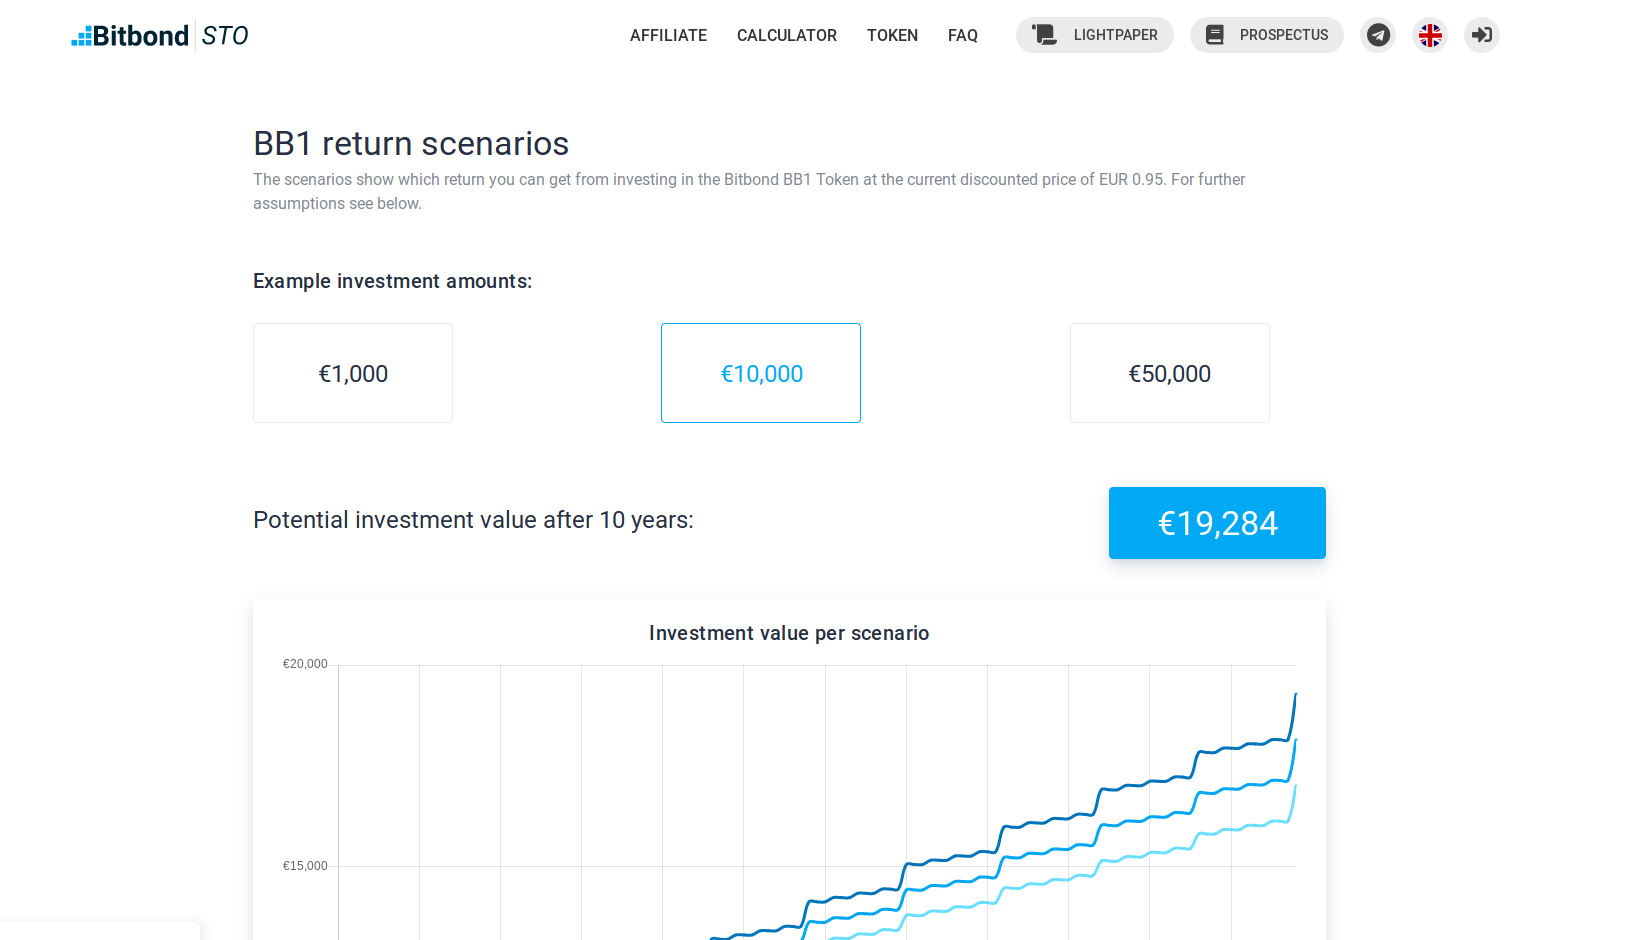 Bitbond STO
AFFILIATE
CALCULATOR
TOKEN
FAQ
LIGHTPAPER
PROSPECTUS
BB1 return scenarios
The scenarios show which return you can get from investing in the Bitbond BB1 Token at the current discounted price of EUR 0.95. For further
assumptions see below.
Example investment amounts:
€1,000
€10,000
€50,000
Potential investment value after 10 years:
€19,284
Investment value per scenario
€20,000
€15,000